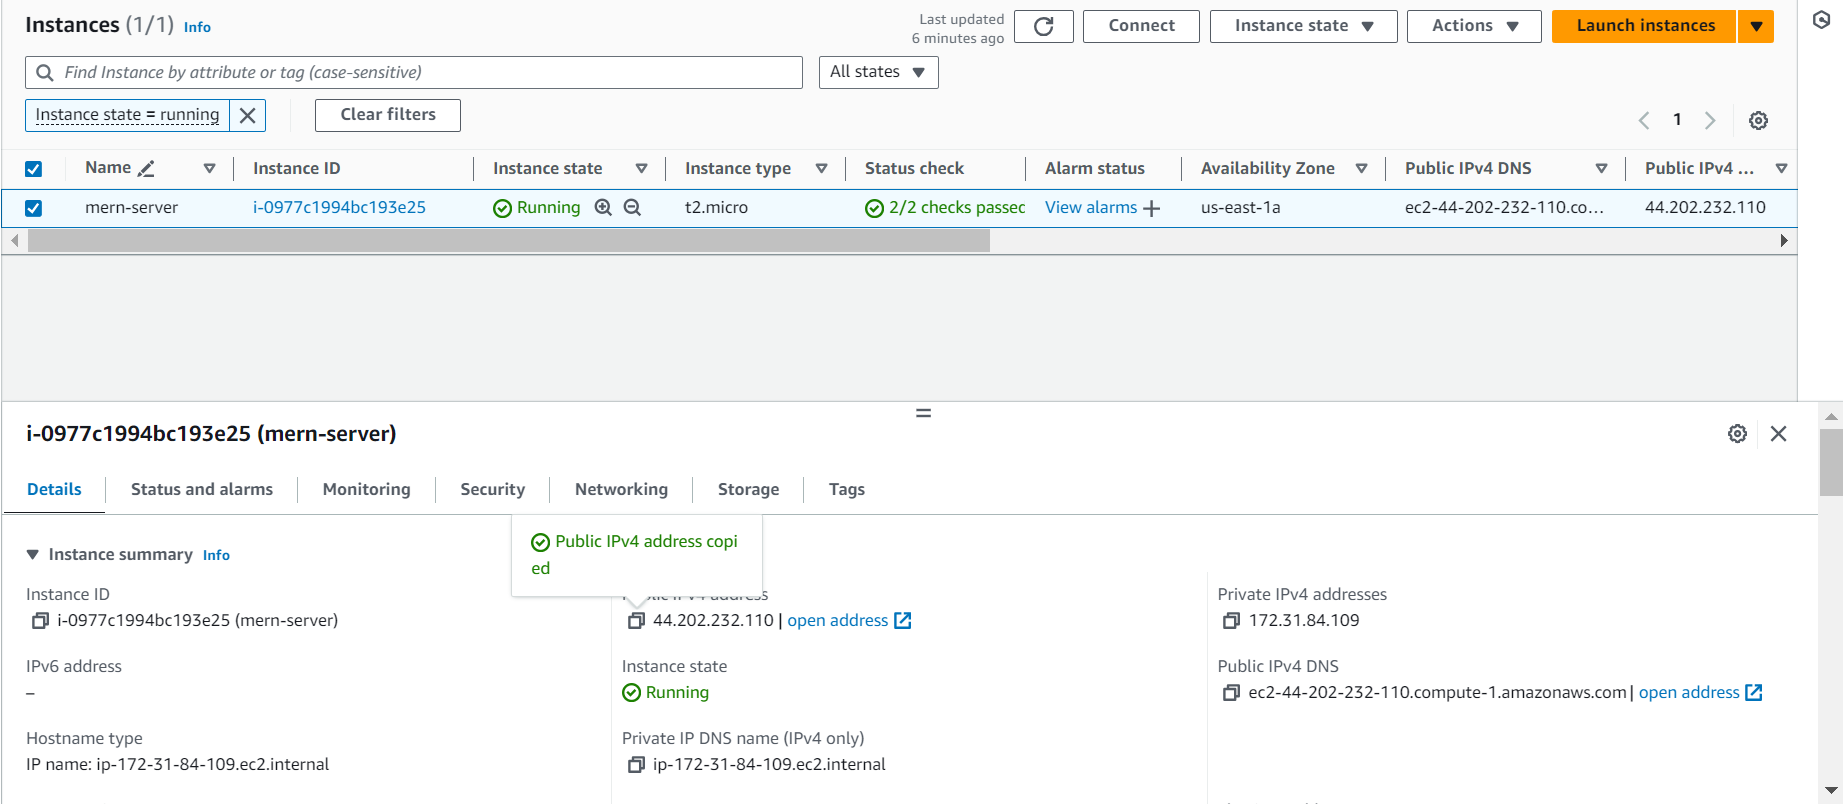 Instances (1/1) Info
Last updated
6 minutes ago
Connect
Instance state
Actions
Launch instances
Find Instance by attribute or tag (case-sensitive)
All states
Instance state = running
Clear filters
1
Name Instance ID Instance state Instance type Status check Alarm status Availability Zone Public IPv4 DNS Public IPv4 ...
mern-server i-0977c1994bc193e25 Running t2.micro 2/2 checks passec View alarms us-east-1a ec2-44-202-232-110.co... 44.202.232.110
i-0977c1994bc193e25 (mern-server)
Details Status and alarms Monitoring Security Networking Storage Tags
Public IPv4 address copi
ed
Instance summary Info
Instance ID
i-0977c1994bc193e25 (mern-server)
44.202.232.110 | open address
Private IPv4 addresses
172.31.84.109
IPv6 address
–
Instance state
Running
Public IPv4 DNS
ec2-44-202-232-110.compute-1.amazonaws.com | open address
Hostname type
IP name: ip-172-31-84-109.ec2.internal
Private IP DNS name (IPv4 only)
ip-172-31-84-109.ec2.internal